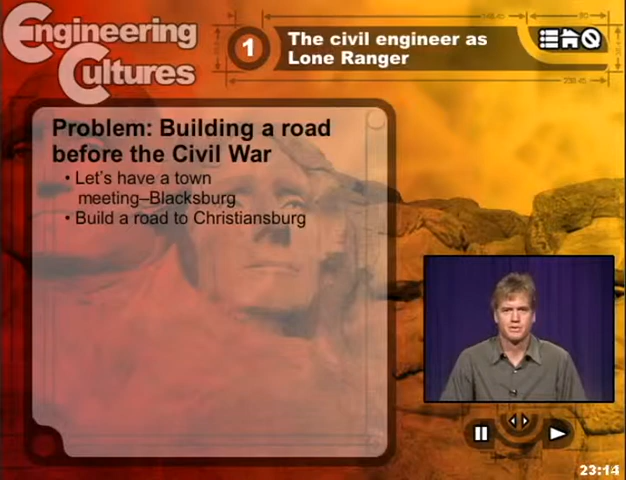 Engineering
Cultures
1
The civil engineer as
Lone Ranger
Problem: Building a road
before the Civil War
• Let's have a town
meeting–Blacksburg
• Build a road to Christiansburg
23:14